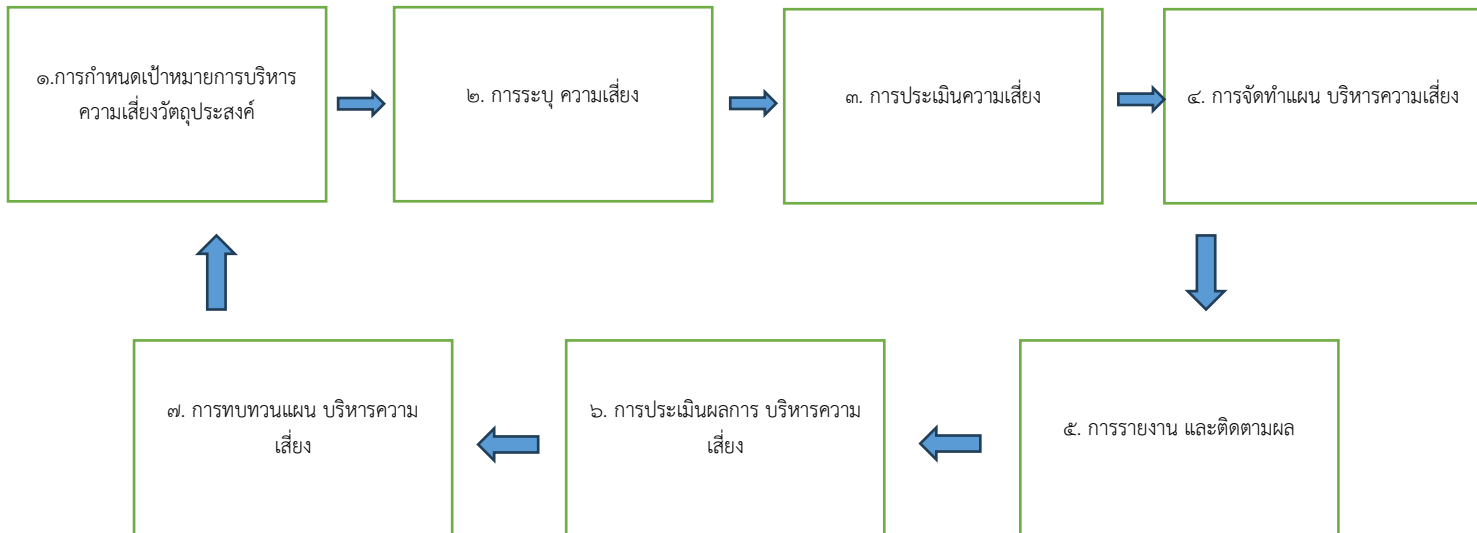 ๑.การกำหนดเป้าหมายการบริหาร
ความเสี่ยงวัตถุประสงค์
๒. การระบุ ความเสี่ยง
๓. การประเมินความเสี่ยง
๔. การจัดทำแผน บริหารความเสี่ยง
๕. การรายงาน และติดตามผล
๖. การประเมินผลการ บริหารความ
เสี่ยง
๗. การทบทวนแผน บริหารความ
เสี่ยง